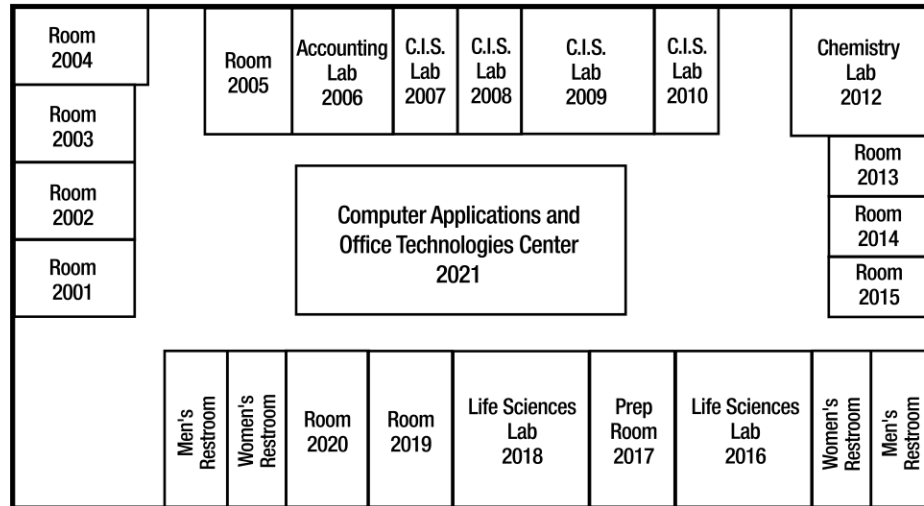 Room
2004
Room
2005
Accounting
Lab
2006
C.I.S.
Lab
2007
C.I.S.
Lab
2008
C.I.S.
Lab
2009
C.I.S.
Lab
2010
Chemistry
Lab
2012
Room
2003
Room
2002
Room
2001
Computer Applications and
Office Technologies Center
2021
Room
2013
Room
2014
Room
2015
Men's
Restroom
Women's
Restroom
Room
2020
Room
2019
Life Sciences
Lab
2018
Prep
Room
2017
Life Sciences
Lab
2016
Women's
Restroom
Men's
Restroom